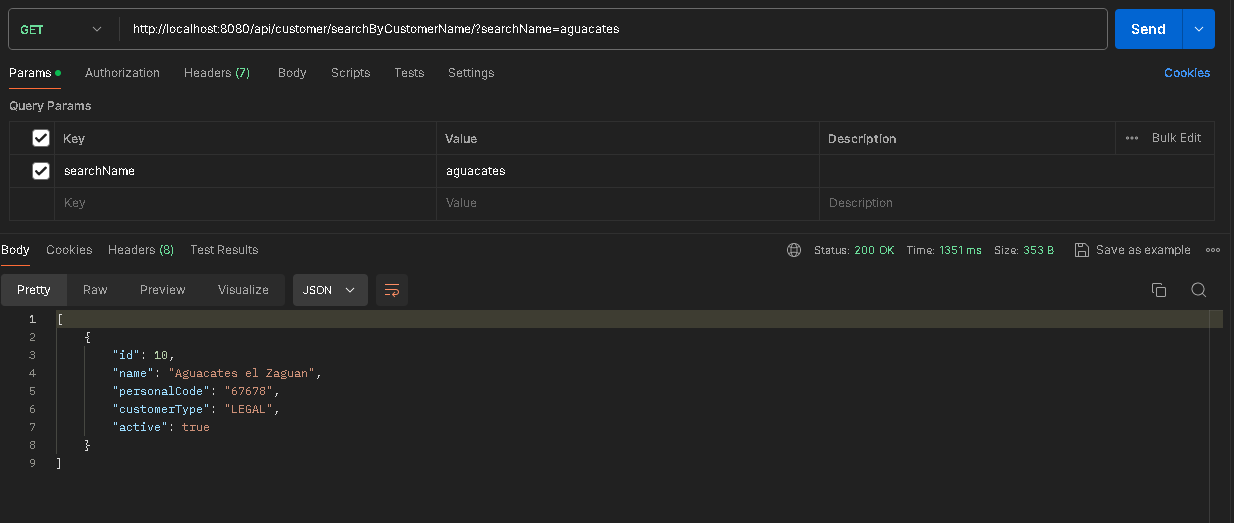 GET http://localhost:8080/api/customer/searchByCustomerName/?searchName=aguacates Send
Params Authorization Headers (7) Body Scripts Tests Settings Cookies
Query Params
Key Value Description ••• Bulk Edit
searchName aguacates
Key Value Description
Body Cookies Headers (8) Test Results Status: 200 OK Time: 1351 ms Size: 353 B Save as example •••
Pretty Raw Preview Visualize JSON
1 [
2 {
3 "id": 10,
4 "name": "Aguacates el Zaguan",
5 "personalCode": "67678",
6 "customerType": "LEGAL",
7 "active": true
8 }
9 ]